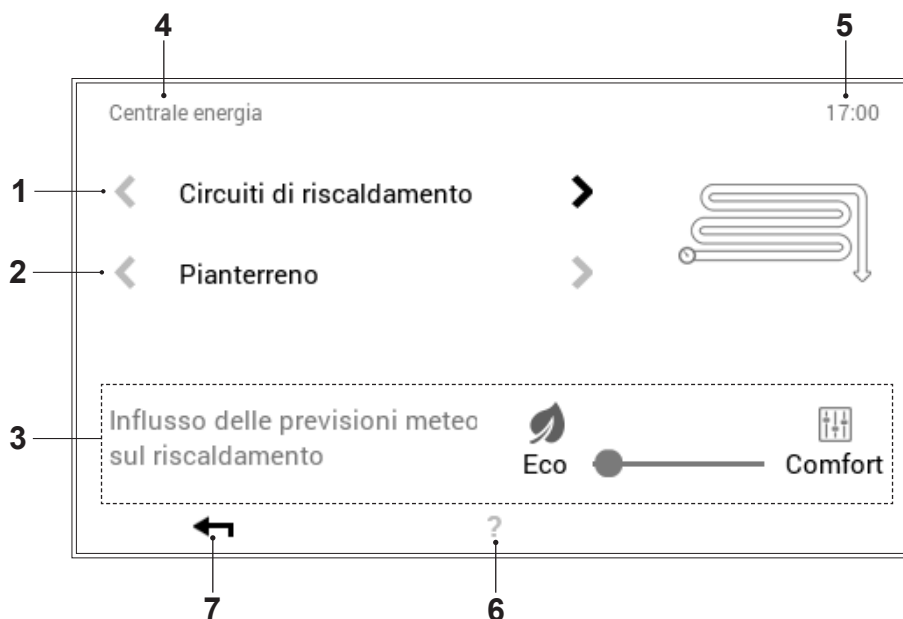 4 5
Centrale energia 17:00
1 Circuiti di riscaldamento
2 Pianterreno
3 Influsso delle previsioni meteo
sul riscaldamento
Eco Comfort
?
7 6